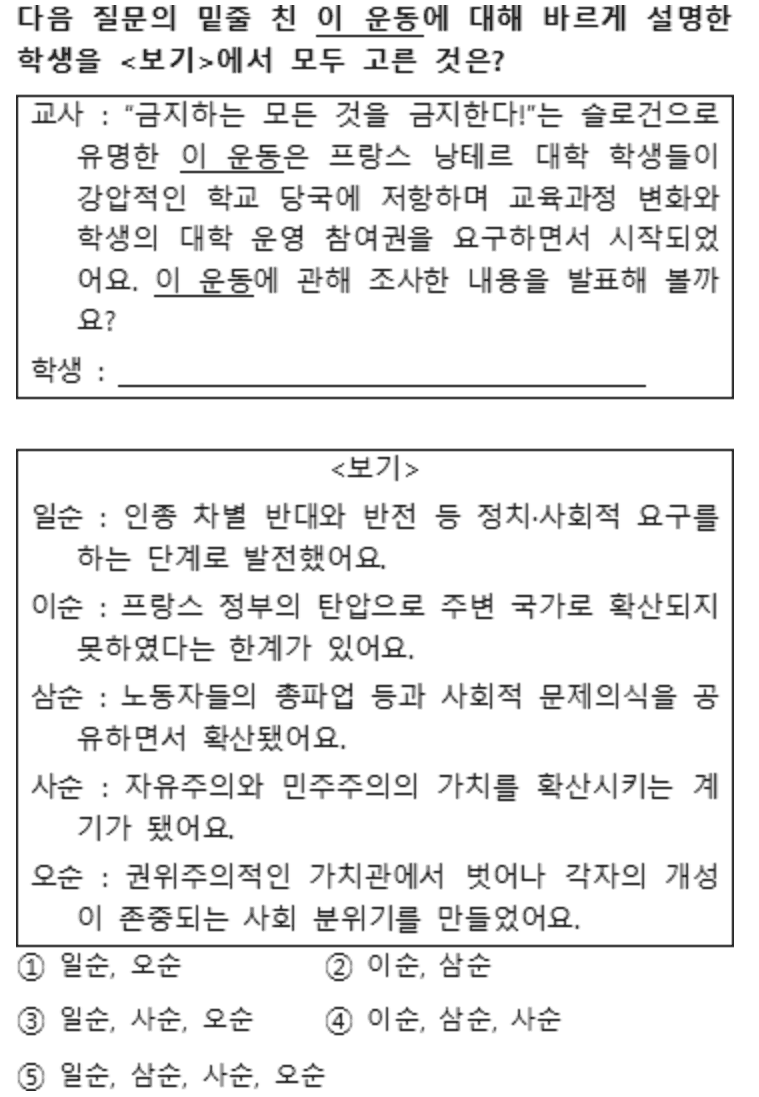 다음 질문의 밑줄 친 이 운동에 대해 바르게 설명한
학생을 <보기>에서 모두 고른 것은?
교사 : “금지하는 모든 것을 금지한다!”는 슬로건으로
유명한 이 운동은 프랑스 낭테르 대학 학생들이
강압적인 학교 당국에 저항하며 교육과정 변화와
학생의 대학 운영 참여권을 요구하면서 시작되었
어요. 이 운동에 관해 조사한 내용을 발표해 볼까
요?
학생 :
<보기>
일순 : 인종 차별 반대와 반전 등 정치·사회적 요구를
하는 단계로 발전했어요.
이순 : 프랑스 정부의 탄압으로 주변 국가로 확산되지
못하였다는 한계가 있어요.
삼순 : 노동자들의 총파업 등과 사회적 문제의식을 공
유하면서 확산됐어요.
사순 : 자유주의와 민주주의의 가치를 확산시키는 계
기가 됐어요.
오순 : 권위주의적인 가치관에서 벗어나 각자의 개성
이 존중되는 사회 분위기를 만들었어요.
① 일순, 오순 ② 이순, 삼순
③ 일순, 사순, 오순 ④ 이순, 삼순, 사순
⑤ 일순, 삼순, 사순, 오순